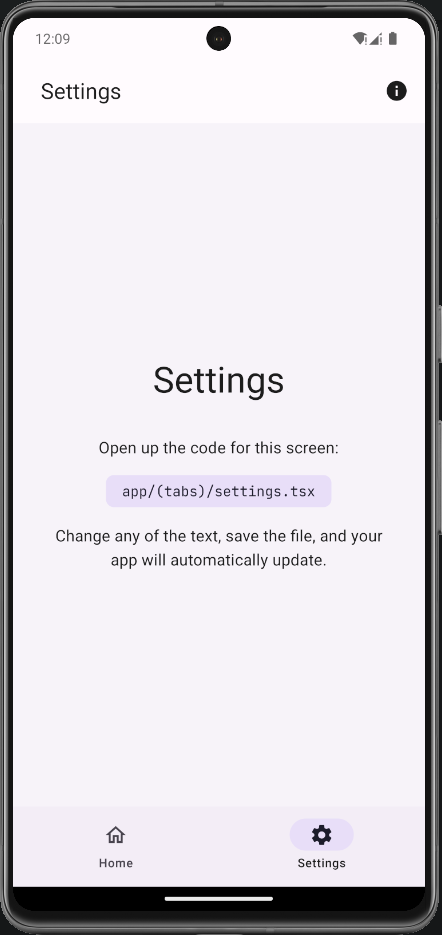 12:09
Settings
Settings
Open up the code for this screen:
app/(tabs)/settings.tsx
Change any of the text, save the file, and your
app will automatically update.
Home
Settings